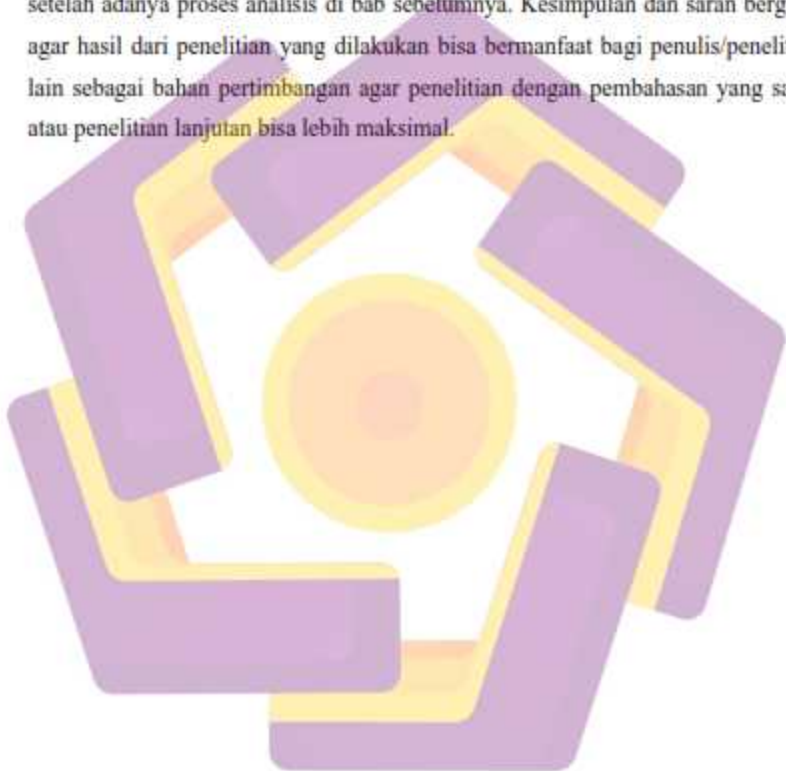 setelah adanya proses analisis di bab sebelumnya. Kesimpulan dan saran
agar hasil dari penelitian yang dilakukan bisa bermanfaat bagi
lain sebagai bahan pertimbangan agar penelitian dengan pembahasan yang
atau penelitian lanjutan bisa lebih maksimal.